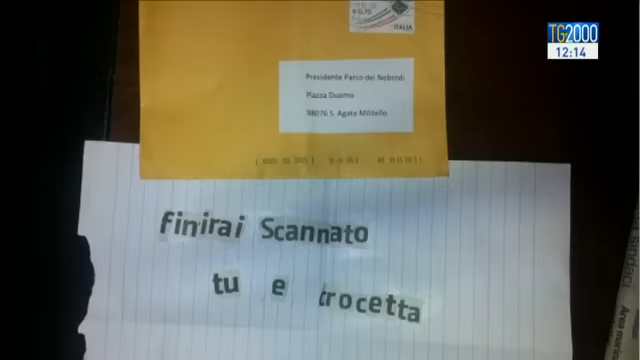 TG2000
12:14
ITALIA
Presidente Parco dei Nebrodi
Piazza Duomo
98076 S. Agata Militello
finirai Scannato
tu e crocetta